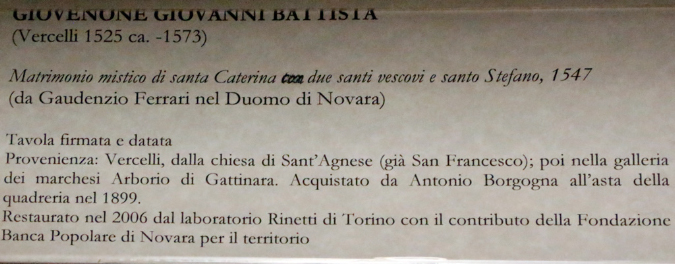 GIOVENONE GIOVANNI BATTISTA
(Vercelli 1525 ca. -1573)
Matrimonio mistico di santa Caterina con due santi vescovi e santo Stefano, 1547
(da Gaudenzio Ferrari nel Duomo di Novara)
Tavola firmata e datata
Provenienza: Vercelli, dalla chiesa di Sant'Agnese (già San Francesco); poi nella galleria
dei marchesi Arborio di Gattinara. Acquistato da Antonio Borgogna all'asta della
quadreria nel 1899.
Restaurato nel 2006 dal laboratorio Rinetti di Torino con il contributo della Fondazione
Banca Popolare di Novara per il territorio